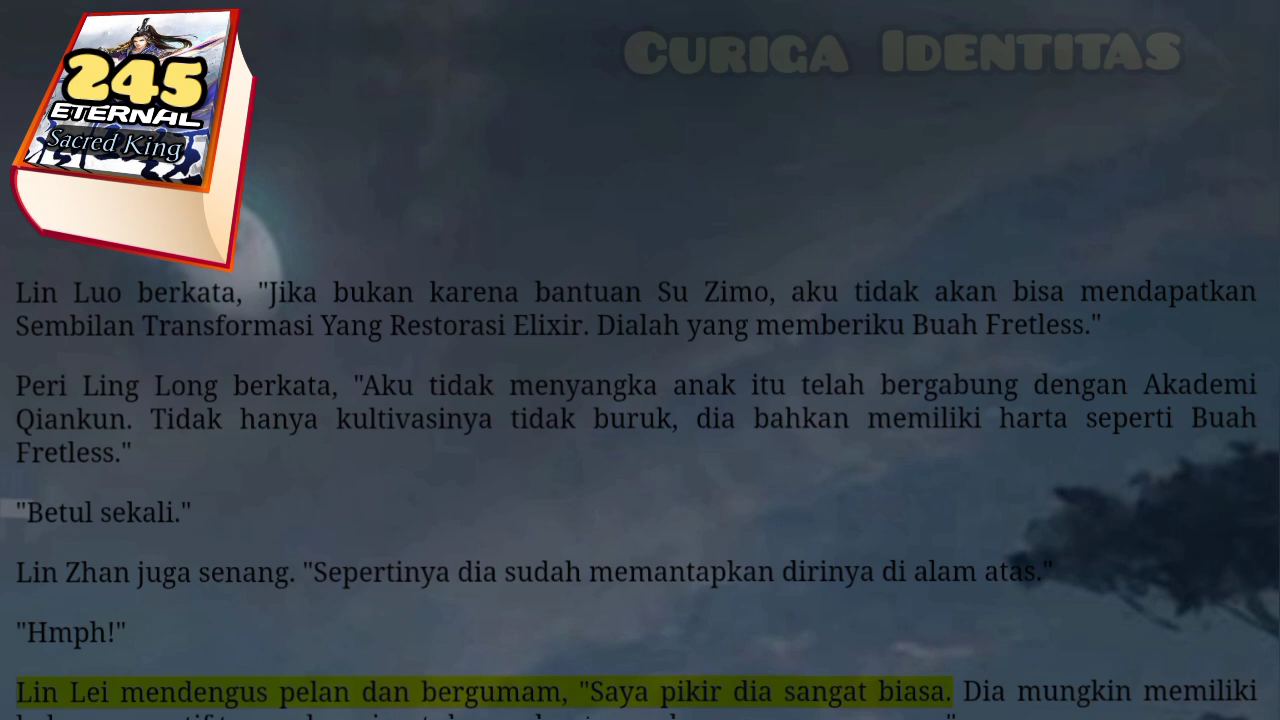 245
ETERNAL
Sacred King
CURIGA IDENTITAS
Lin Luo berkata, "Jika bukan karena bantuan Su Zimo, aku tidak akan bisa mendapatkan
Sembilan Transformasi Yang Restorasi Elixir. Dialah yang memberiku Buah Fretless."
Peri Ling Long berkata, "Aku tidak menyangka anak itu telah bergabung dengan Akademi
Qiankun. Tidak hanya kultivasinya tidak buruk, dia bahkan memiliki harta seperti Buah
Fretless."
"Betul sekali."
Lin Zhan juga senang. "Sepertinya dia sudah memantapkan dirinya di alam atas."
"Hmph!"
Lin Lei mendengus pelan dan bergumam, "Saya pikir dia sangat biasa. Dia mungkin memiliki